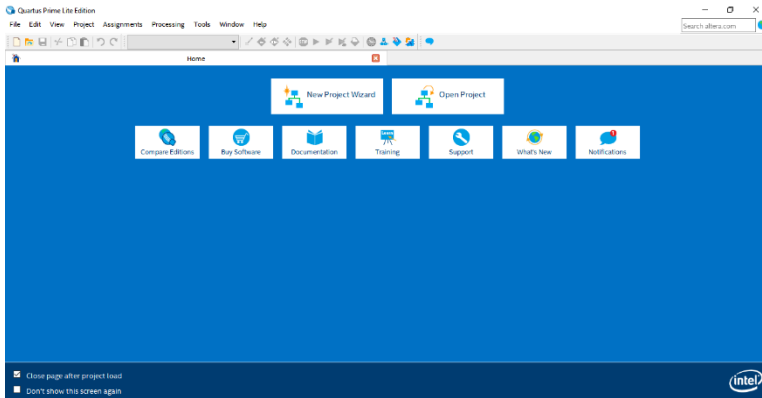 Quartus Prime Lite Edition
File Edit View Project Assignments Processing Tools Window Help
Search altera.com
Home
New Project Wizard
Open Project
Compare Editions
Buy Software
Documentation
Training
Support
What's New
Notifications
Close page after project load
Don't show this screen again
intel